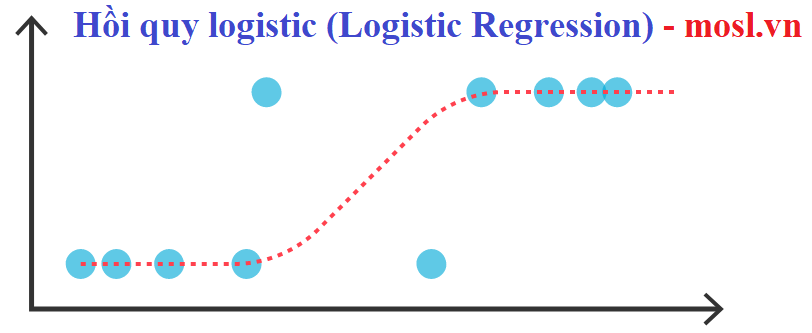 Hồi quy logistic (Logistic Regression) - mosl.vn